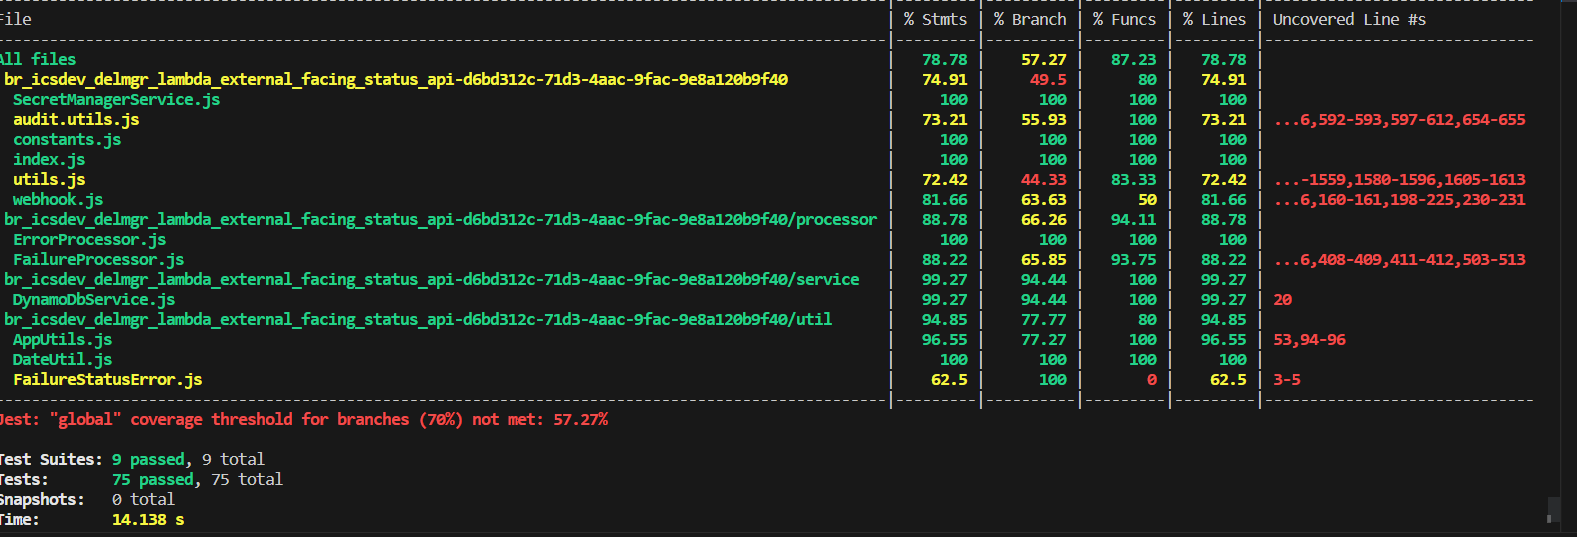 File | % Stmts | % Branch | % Funcs | % Lines | Uncovered Line #s
All files | 78.78 | 57.27 | 87.23 | 78.78 |
br_icsdev_delmgr_lambda_external_facing_status_api-d6bd312c-71d3-4aac-9fac-9e8a120b9f40 | 74.91 | 49.5 | 80 | 74.91 |
SecretManagerService.js | 100 | 100 | 100 | 100 |
audit.utils.js | 73.21 | 55.93 | 100 | 73.21 | ...6,592-593,597-612,654-655
constants.js | 100 | 100 | 100 | 100 |
index.js | 100 | 100 | 100 | 100 |
utils.js | 72.42 | 44.33 | 83.33 | 72.42 | ...-1559,1580-1596,1605-1613
webhook.js | 81.66 | 63.63 | 50 | 81.66 | ...6,160-161,198-225,230-231
br_icsdev_delmgr_lambda_external_facing_status_api-d6bd312c-71d3-4aac-9fac-9e8a120b9f40/processor | 88.78 | 66.26 | 94.11 | 88.78 |
ErrorProcessor.js | 100 | 100 | 100 | 100 |
FailureProcessor.js | 88.22 | 65.85 | 93.75 | 88.22 | ...6,408-409,411-412,503-513
br_icsdev_delmgr_lambda_external_facing_status_api-d6bd312c-71d3-4aac-9fac-9e8a120b9f40/service | 99.27 | 94.44 | 100 | 99.27 |
DynamoDbService.js | 99.27 | 94.44 | 100 | 99.27 | 20
br_icsdev_delmgr_lambda_external_facing_status_api-d6bd312c-71d3-4aac-9fac-9e8a120b9f40/util | 94.85 | 77.77 | 80 | 94.85 |
AppUtils.js | 96.55 | 77.27 | 100 | 96.55 | 53,94-96
DateUtil.js | 100 | 100 | 100 | 100 |
FailureStatusError.js | 62.5 | 100 | 0 | 62.5 | 3-5
Jest: "global" coverage threshold for branches (70%) not met: 57.27%
Test Suites: 9 passed, 9 total
Tests: 75 passed, 75 total
Snapshots: 0 total
Time: 14.138 s